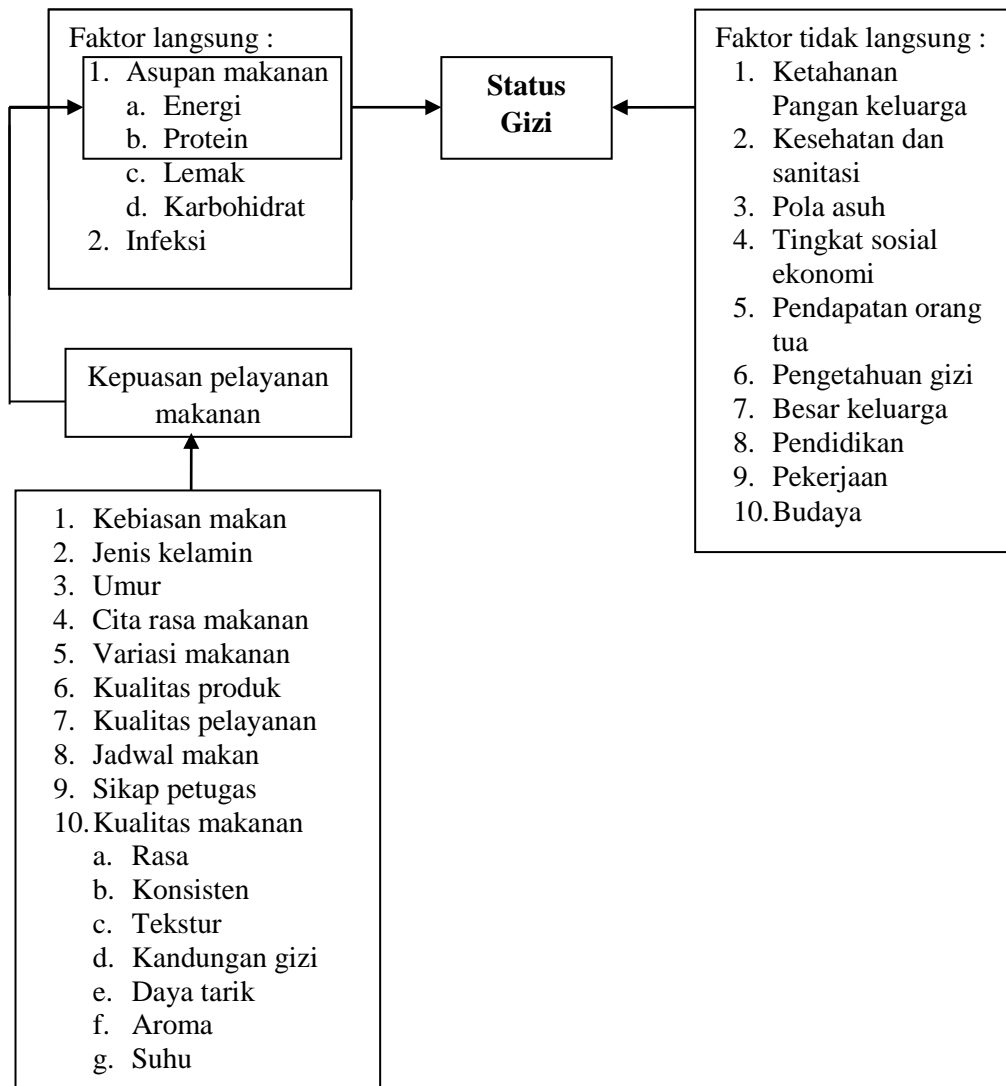 Faktor langsung :
1. Asupan makanan
a. Energi
b. Protein
c. Lemak
d. Karbohidrat
2. Infeksi
Status
Gizi
Faktor tidak langsung :
1. Ketahanan
Pangan keluarga
2. Kesehatan dan
sanitasi
3. Pola asuh
4. Tingkat sosial
ekonomi
5. Pendapatan orang
tua
6. Pengetahuan gizi
7. Besar keluarga
8. Pendidikan
9. Pekerjaan
10. Budaya
Kepuasan pelayanan
makanan
1. Kebiasan makan
2. Jenis kelamin
3. Umur
4. Cita rasa makanan
5. Variasi makanan
6. Kualitas produk
7. Kualitas pelayanan
8. Jadwal makan
9. Sikap petugas
10. Kualitas makanan
a. Rasa
b. Konsisten
c. Tekstur
d. Kandungan gizi
e. Daya tarik
f. Aroma
g. Suhu